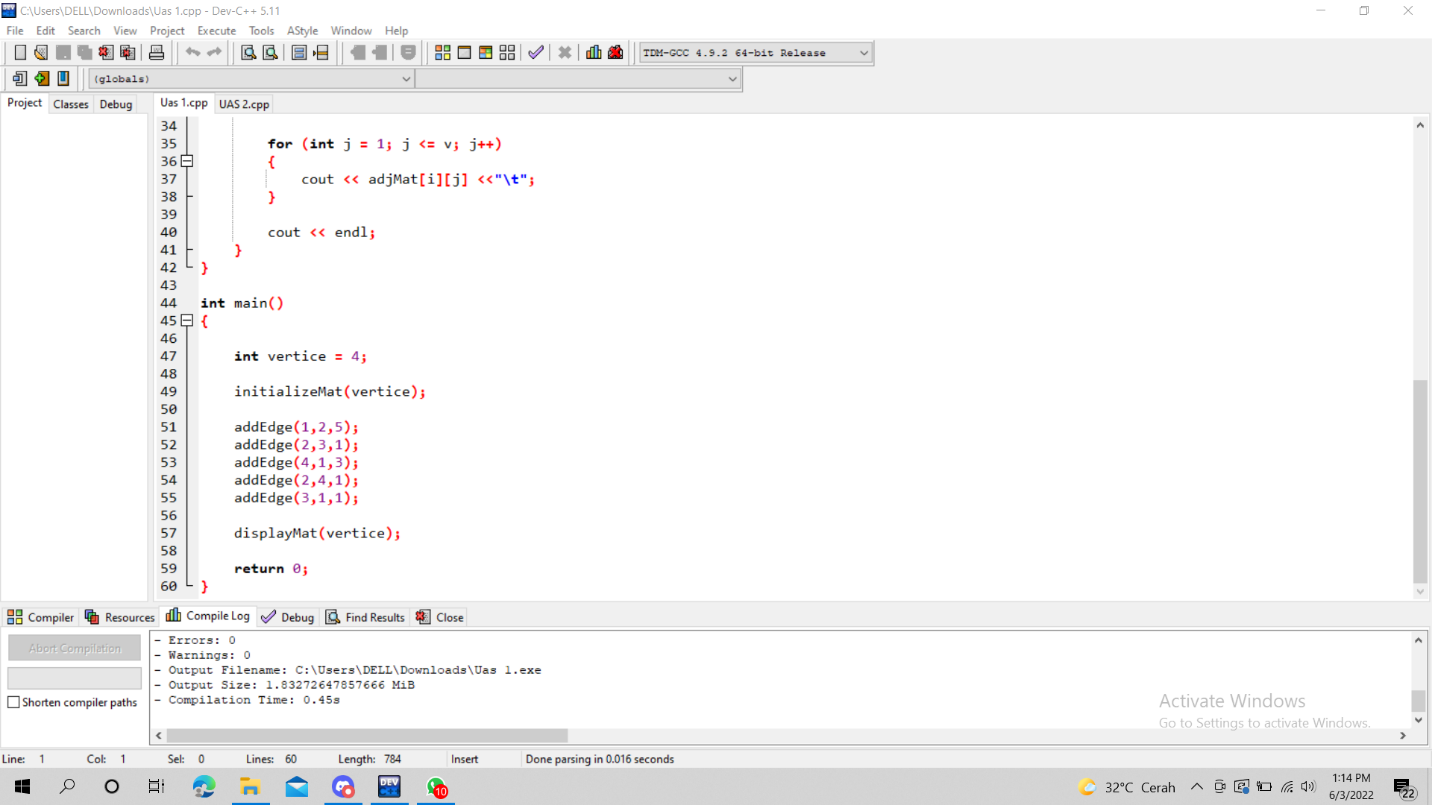 C:\Users\DELL\Downloads\Uas 1.cpp - Dev-C++ 5.11
File Edit Search View Project Execute Tools AStyle Window Help
TDM-GCC 4.9.2 64-bit Release
(globals)
Project Classes Debug
Uas 1.cpp UAS 2.cpp
34
35 for (int j = 1; j <= v; j++)
36 {
37 cout << adjMat[i][j] <<"\t";
38 }
39
40 cout << endl;
41 }
42 }
43
44 int main()
45 {
46
47 int vertice = 4;
48
49 initializeMat(vertice);
50
51 addEdge(1,2,5);
52 addEdge(2,3,1);
53 addEdge(4,1,3);
54 addEdge(2,4,1);
55 addEdge(3,1,1);
56
57 displayMat(vertice);
58
59 return 0;
60 }
Compiler Resources Compile Log Debug Find Results Close
Abort Compilation
Shorten compiler paths
- Errors: 0
- Warnings: 0
- Output Filename: C:\Users\DELL\Downloads\Uas 1.exe
- Output Size: 1.83272647857666 MiB
- Compilation Time: 0.45s
Activate Windows
Go to Settings to activate Windows.
Line: 1 Col: 1 Sel: 0 Lines: 60 Length: 784 Insert Done parsing in 0.016 seconds
DEV
10
32°C Cerah
1:14 PM
6/3/2022
22